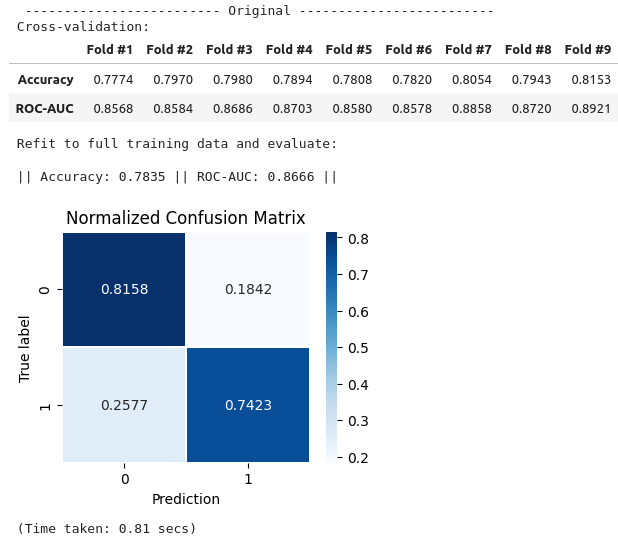 ------------------------- Original -------------------------
Cross-validation:
Fold #1 Fold #2 Fold #3 Fold #4 Fold #5 Fold #6 Fold #7 Fold #8 Fold #9
Accuracy 0.7774 0.7970 0.7980 0.7894 0.7808 0.7820 0.8054 0.7943 0.8153
ROC-AUC 0.8568 0.8584 0.8686 0.8703 0.8580 0.8578 0.8858 0.8720 0.8921
Refit to full training data and evaluate:
|| Accuracy: 0.7835 || ROC-AUC: 0.8666 ||
Normalized Confusion Matrix
True label
0
0.8158 0.1842
1
0.2577 0.7423
0 1
Prediction
0.8
0.7
0.6
0.5
0.4
0.3
0.2
(Time taken: 0.81 secs)